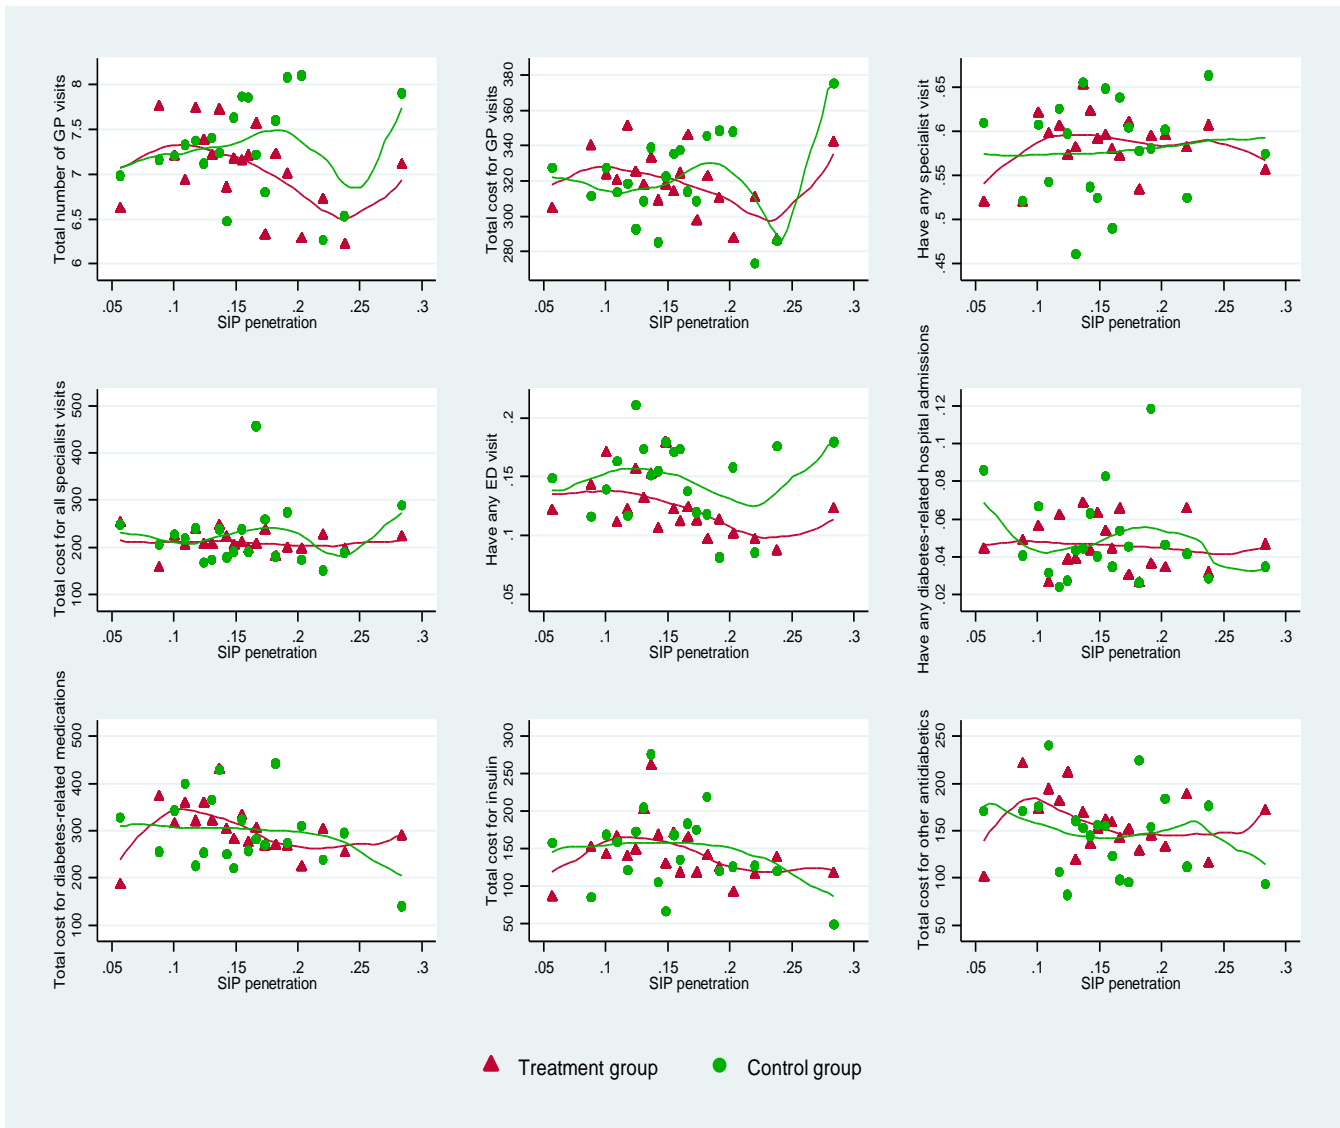 Total number of GP visits
8
7.5
7
6.5
6
.05 .1 .15 .2 .25 .3
SIP penetration
Total cost for GP visits
380
360
340
320
300
280
.05 .1 .15 .2 .25 .3
SIP penetration
Have any specialist visit
.65
.6
.55
.5
.45
.05 .1 .15 .2 .25 .3
SIP penetration
Total cost for all specialist visits
500
400
300
200
100
.05 .1 .15 .2 .25 .3
SIP penetration
Have any ED visit
.2
.15
.1
.05
.05 .1 .15 .2 .25 .3
SIP penetration
Have any diabetes-related hospital admissions
.12
.1
.08
.06
.04
.02
.05 .1 .15 .2 .25 .3
SIP penetration
Total cost for diabetes-related medications
500
400
300
200
100
.05 .1 .15 .2 .25 .3
SIP penetration
Total cost for insulin
300
250
200
150
100
50
.05 .1 .15 .2 .25 .3
SIP penetration
Total cost for other antidiabetics
250
200
150
100
50
.05 .1 .15 .2 .25 .3
SIP penetration
Treatment group
Control group